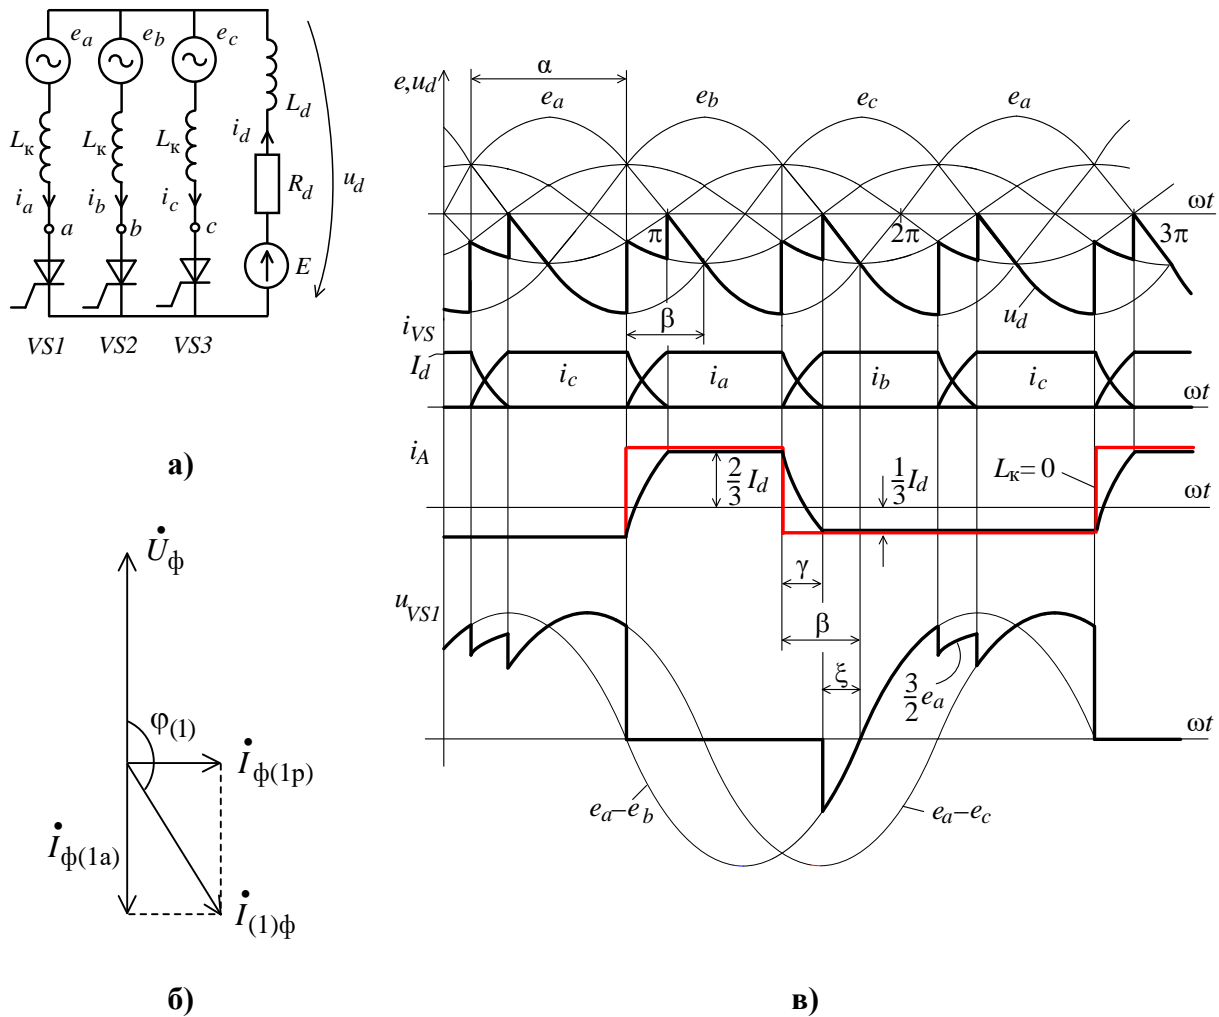 e_a e_b e_c
L_d
L_к L_к L_к
i_d
R_d u_d
i_a i_b i_c
a b c
E
VS1 VS2 VS3
а)
U̇_ф
φ_(1)
İ_ф(1р)
İ_ф(1а)
İ_(1)ф
б)
α
e,u_d e_a e_b e_c e_a
ωt
π 2π 3π
β u_d
i_VS
I_d i_c i_a i_b i_c
ωt
i_A
2/3 I_d 1/3 I_d L_к=0
ωt
γ
u_VS1
β
ξ
3/2 e_a
ωt
e_a–e_b e_a–e_c
в)